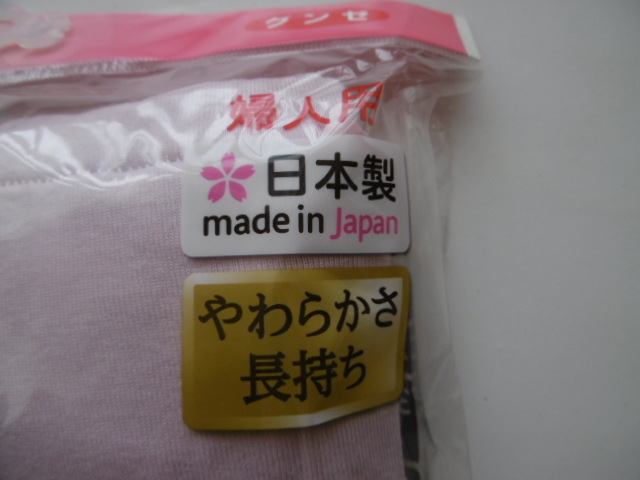 グンゼ
婦人用
日本製
made in Japan
やわらかさ
長持ち